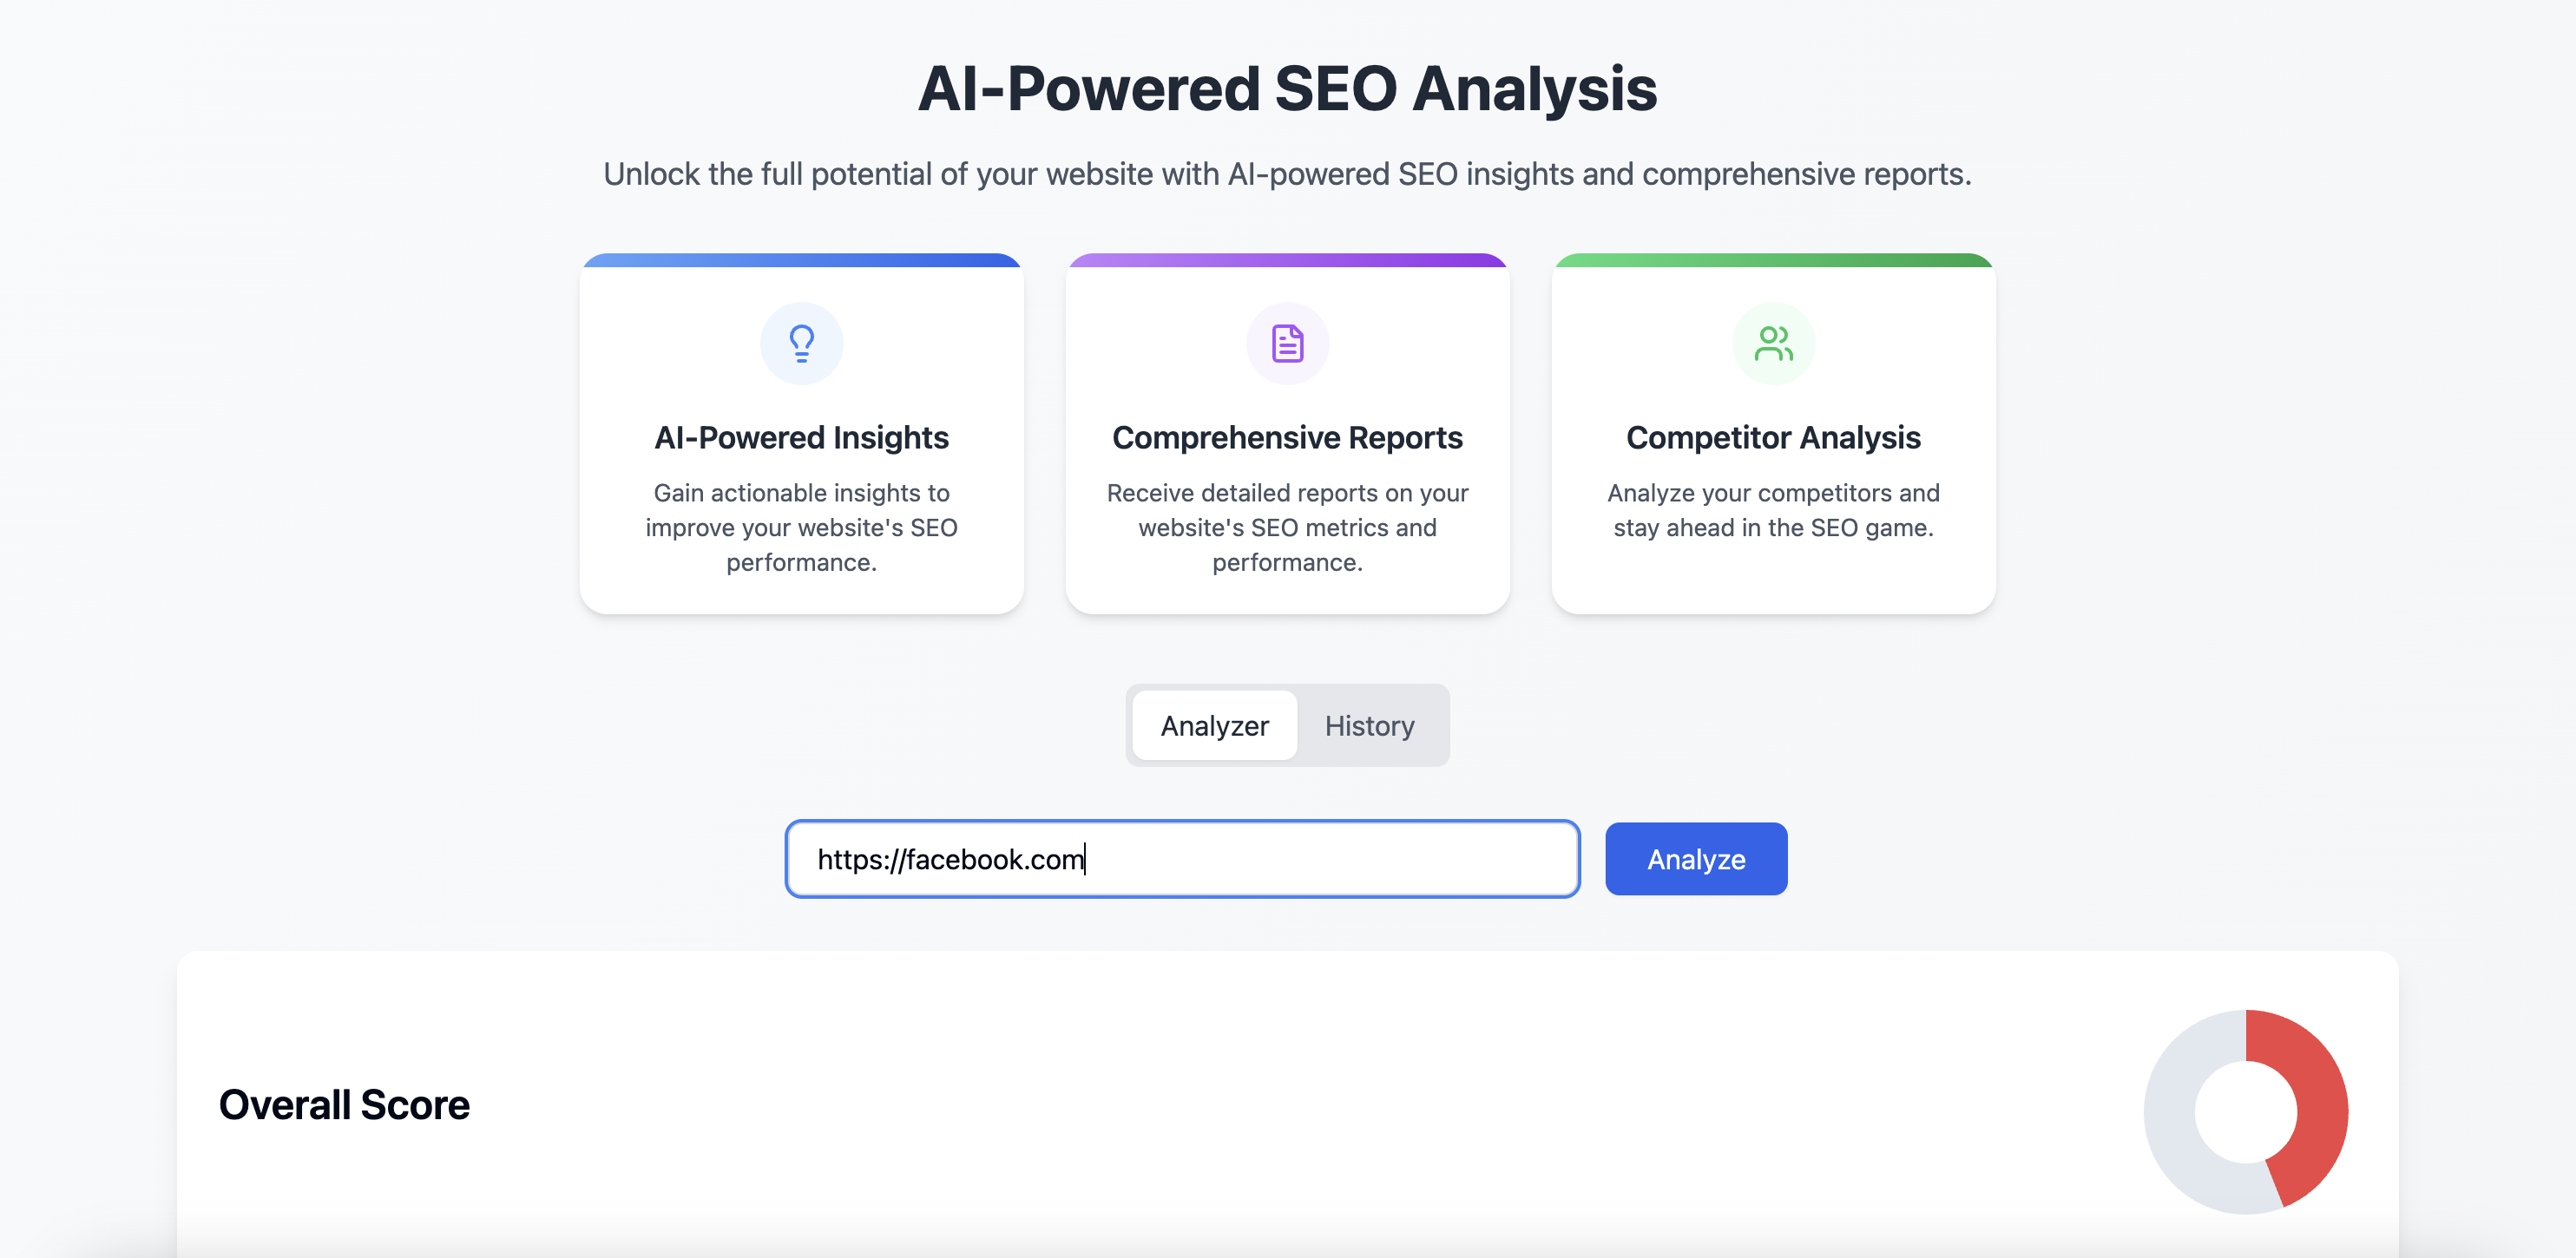 AI-Powered SEO Analysis
Unlock the full potential of your website with AI-powered SEO insights and comprehensive reports.
AI-Powered Insights
Gain actionable insights to
improve your website's SEO
performance.
Comprehensive Reports
Receive detailed reports on your
website's SEO metrics and
performance.
Competitor Analysis
Analyze your competitors and
stay ahead in the SEO game.
Analyzer
History
https://facebook.com
Analyze
Overall Score